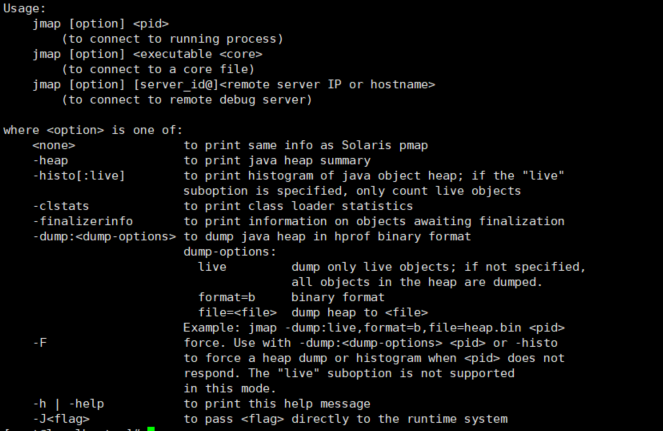 Usage:
    jmap [option] <pid>
        (to connect to running process)
    jmap [option] <executable <core>
        (to connect to a core file)
    jmap [option] [server_id@]<remote server IP or hostname>
        (to connect to remote debug server)

where <option> is one of:
    <none>               to print same info as Solaris pmap
    -heap                to print java heap summary
    -histo[:live]        to print histogram of java object heap; if the "live"
                         suboption is specified, only count live objects
    -clstats             to print class loader statistics
    -finalizerinfo       to print information on objects awaiting finalization
    -dump:<dump-options> to dump java heap in hprof binary format
                         dump-options:
                           live         dump only live objects; if not specified,
                                        all objects in the heap are dumped.
                           format=b     binary format
                           file=<file>  dump heap to <file>
                         Example: jmap -dump:live,format=b,file=heap.bin <pid>
    -F                   force. Use with -dump:<dump-options> <pid> or -histo
                         to force a heap dump or histogram when <pid> does not
                         respond. The "live" suboption is not supported
                         in this mode.
    -h | -help           to print this help message
    -J<flag>             to pass <flag> directly to the runtime system